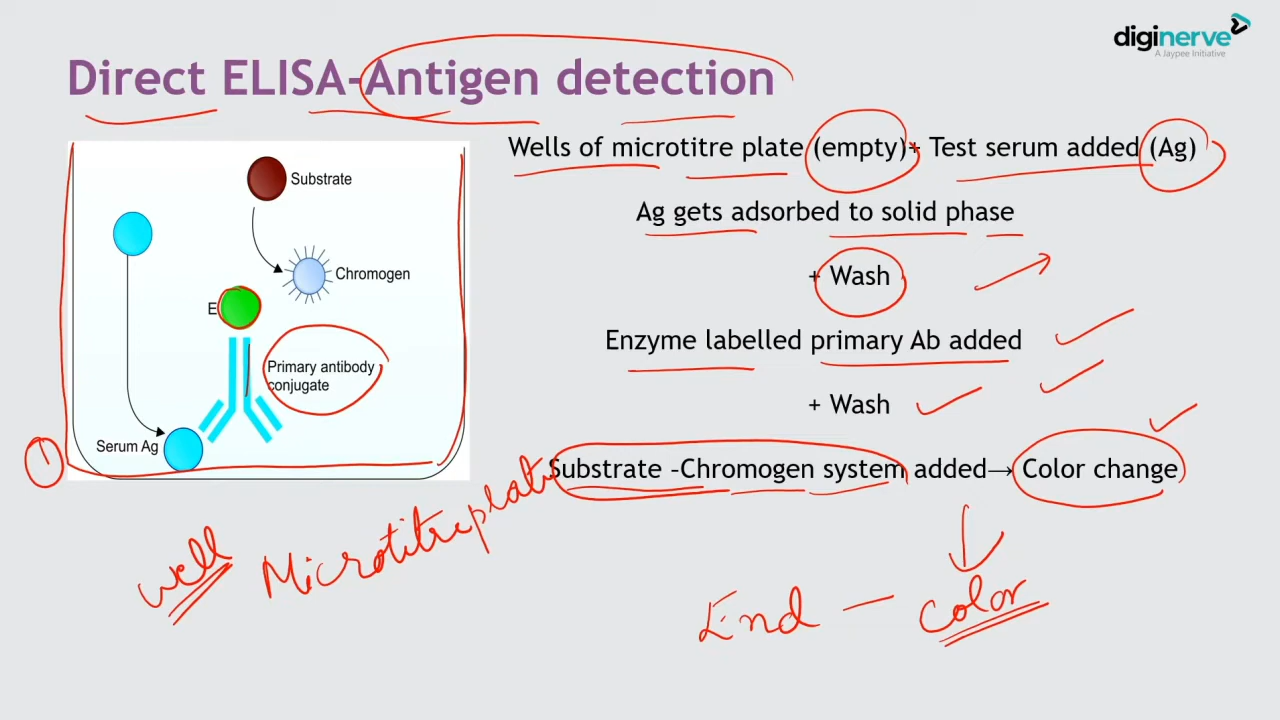 diginerve
A Jaypee Initiative
Direct ELISA-Antigen detection
Wells of microtitre plate (empty)+ Test serum added (Ag)
Ag gets adsorbed to solid phase
+ Wash
Enzyme labelled primary Ab added
+ Wash
Substrate -Chromogen system added→ Color change
Substrate
Chromogen
E
Primary antibody
conjugate
Serum Ag
1
well Microtitreplate
End — color